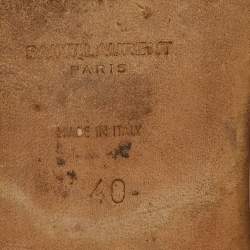 SAINT LAURENT
PARIS
MADE IN ITALY
40